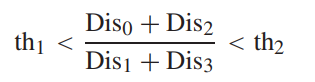 th₁ < (Dis₀ + Dis₂) / (Dis₁ + Dis₃) < th₂